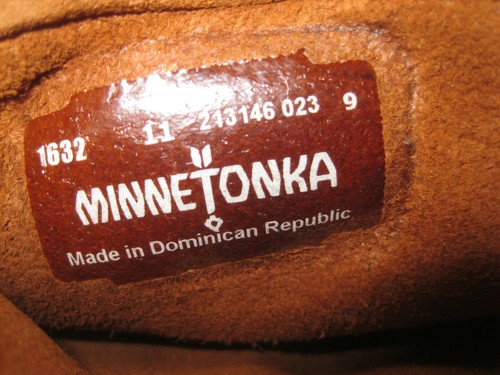 1632 11 213146 023 9
MINNETONKA
Made in Dominican Republic